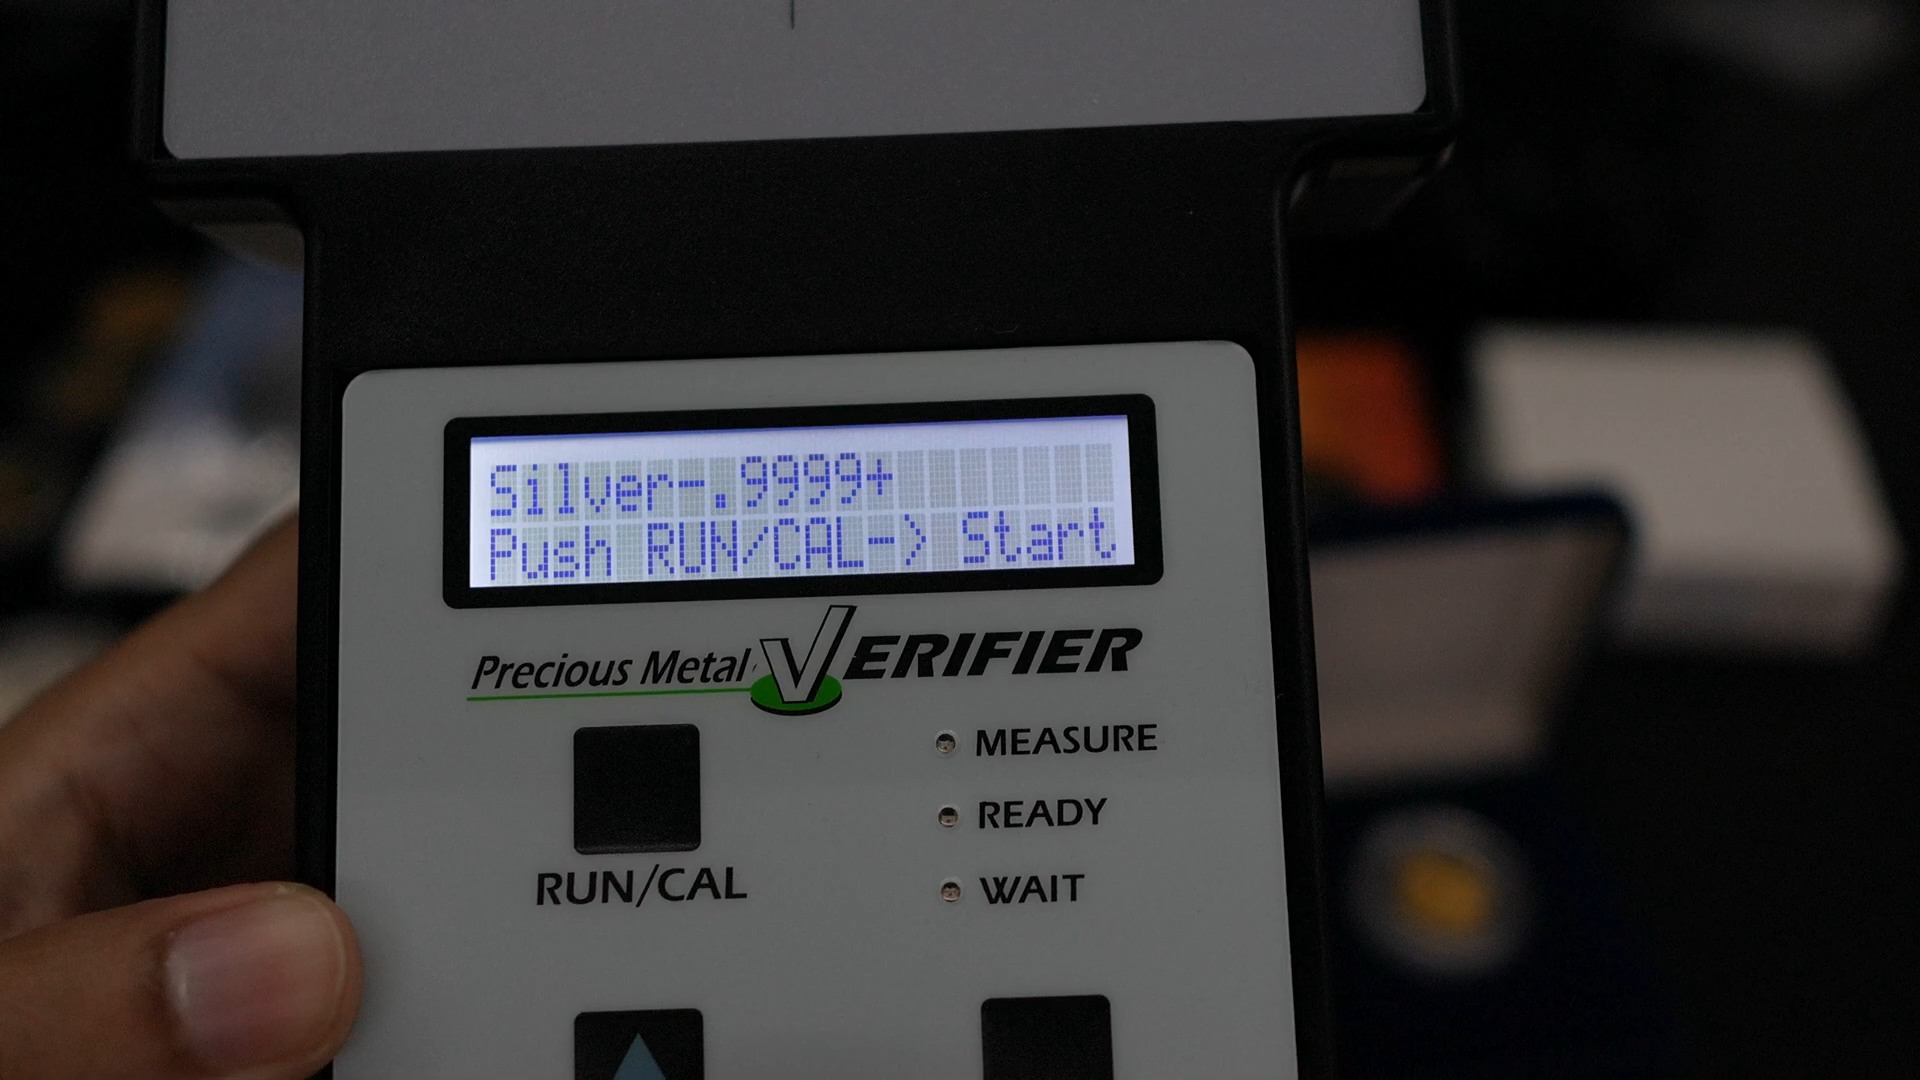 Silver-.9999+
Push RUN/CAL-> Start
Precious Metal VERIFIER
MEASURE
READY
WAIT
RUN/CAL